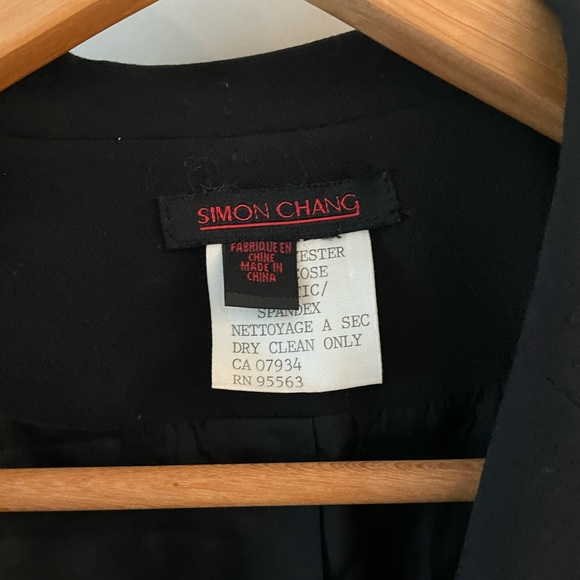 SIMON CHANG
FABRIQUE EN
CHINE
MADE IN
CHINA
SPANDEX
NETTOYAGE A SEC
DRY CLEAN ONLY
CA 07934
RN 95563